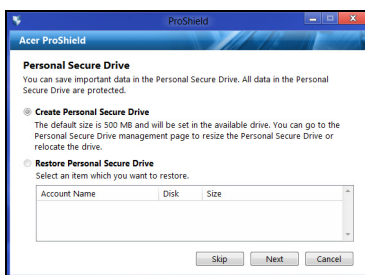 ProShield
Acer ProShield
Personal Secure Drive
You can save important data in the Personal Secure Drive. All data in the Personal
Secure Drive are protected.
Create Personal Secure Drive
The default size is 500 MB and will be set in the available drive. You can go to the
Personal Secure Drive management page to resize the Personal Secure Drive or
relocate the drive.
Restore Personal Secure Drive
Select an item which you want to restore.
Account Name Disk Size
Skip Next Cancel